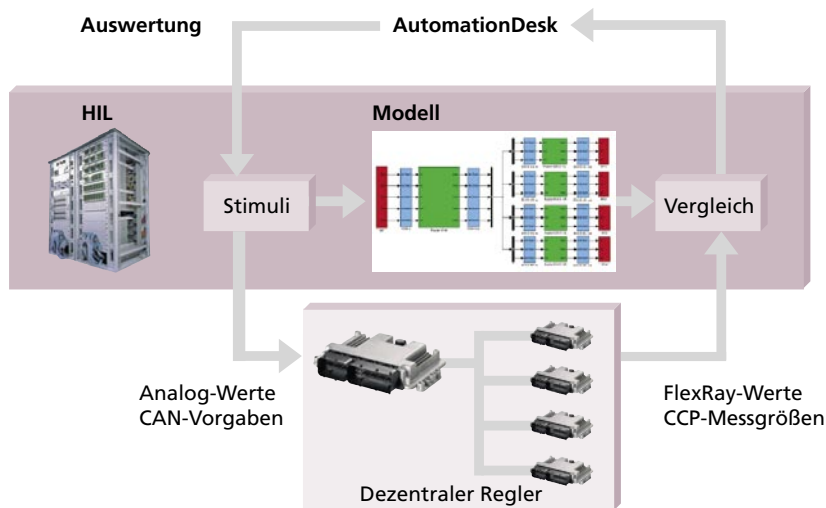 Auswertung
AutomationDesk
HIL
Modell
Stimuli
Vergleich
Analog-Werte
CAN-Vorgaben
FlexRay-Werte
CCP-Messgrößen
Dezentraler Regler